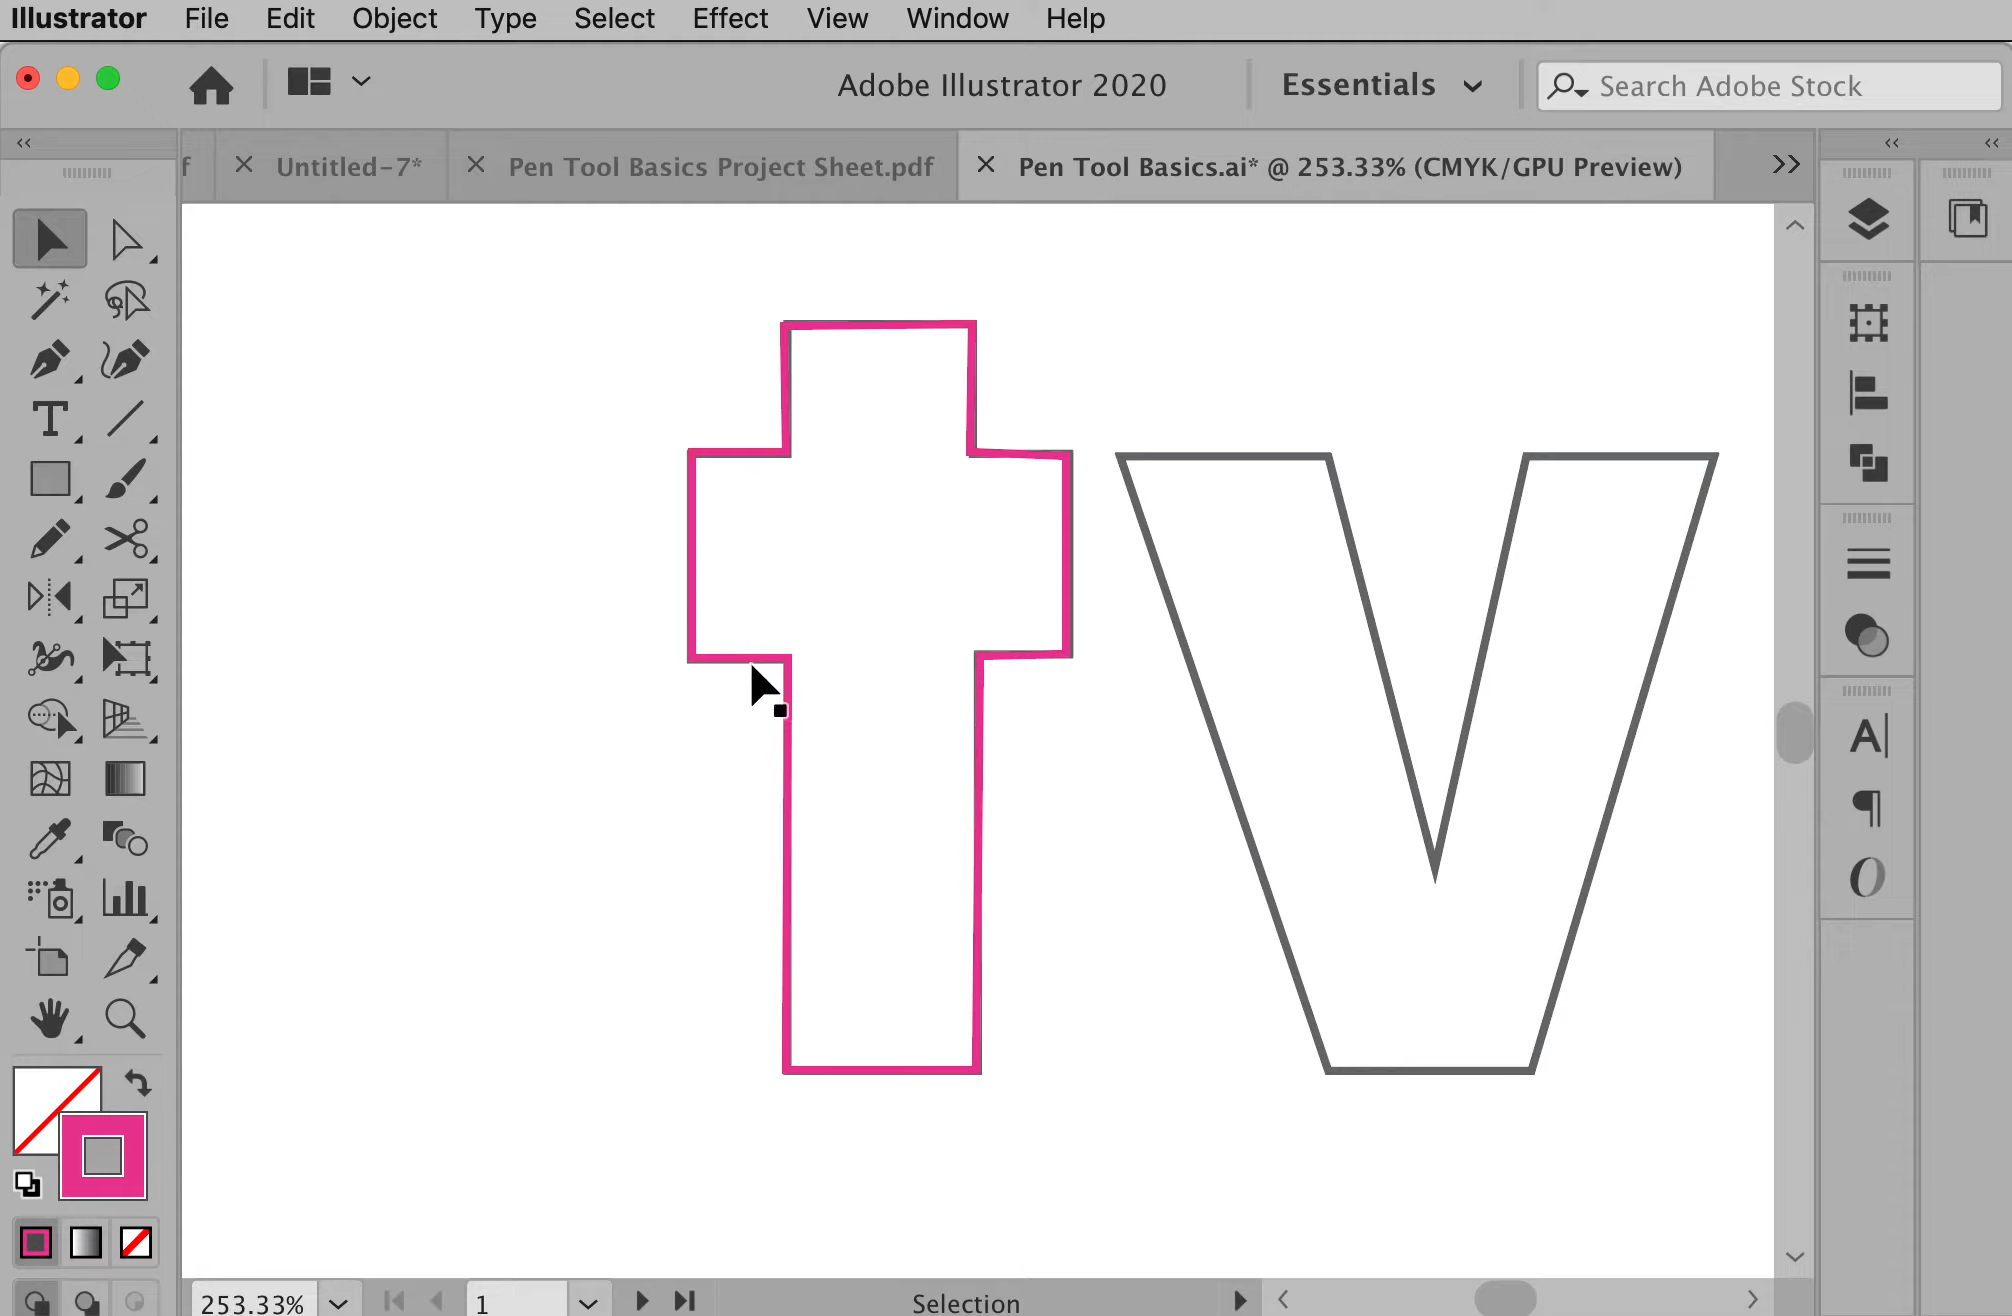 Illustrator File Edit Object Type Select Effect View Window Help
Adobe Illustrator 2020 Essentials Search Adobe Stock
f × Untitled-7* × Pen Tool Basics Project Sheet.pdf × Pen Tool Basics.ai* @ 253.33% (CMYK/GPU Preview)
tv
253.33% 1 Selection